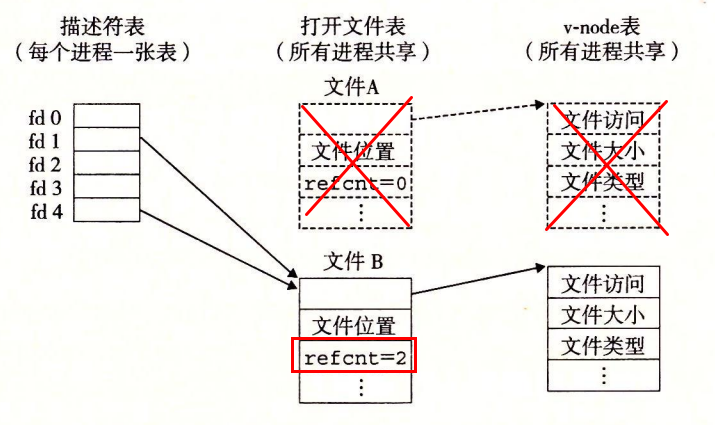 描述符表
（每个进程一张表）
fd 0
fd 1
fd 2
fd 3
fd 4
打开文件表
（所有进程共享）
文件A
文件位置
refcnt=0
⋮
文件 B
文件位置
refcnt=2
⋮
v-node表
（所有进程共享）
文件访问
文件大小
文件类型
⋮
文件访问
文件大小
文件类型
⋮